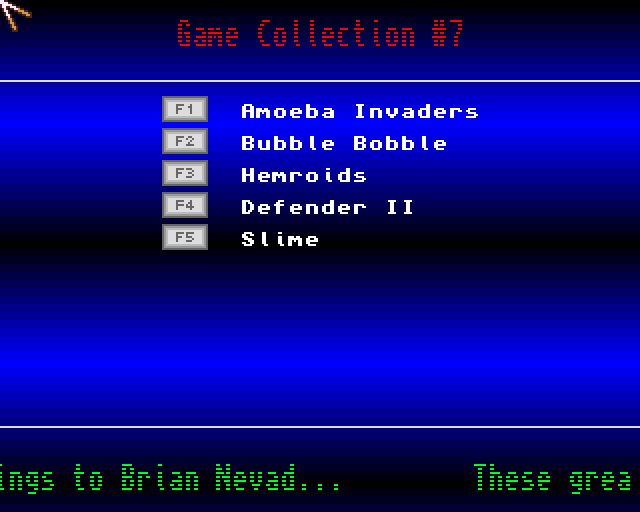 Game Collection #7
F1 Amoeba Invaders
F2 Bubble Bobble
F3 Hemroids
F4 Defender II
F5 Slime
ings to Brian Nevad... These grea